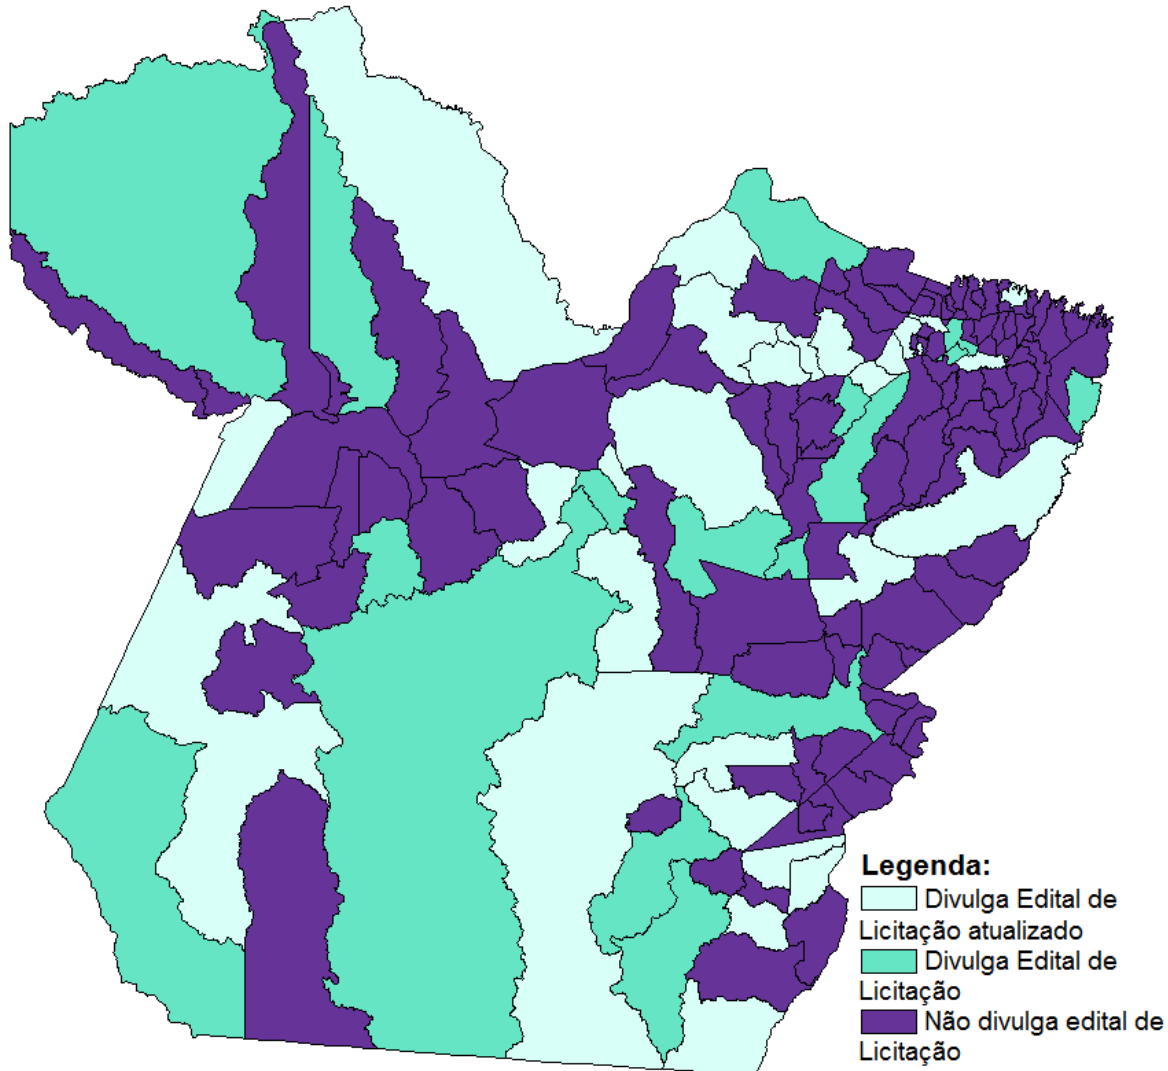 Legenda:
Divulga Edital de
Licitação atualizado
Divulga Edital de
Licitação
Não divulga edital de
Licitação